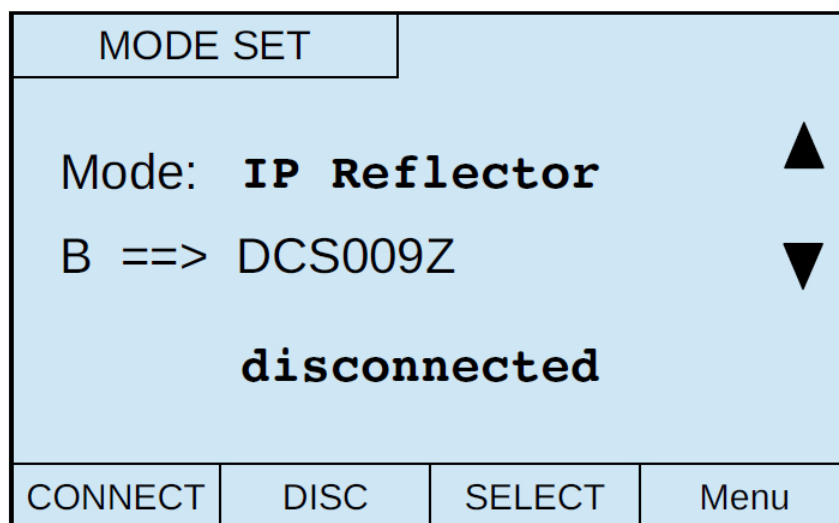 MODE SET
Mode: IP Reflector
B ==> DCS009Z
disconnected
CONNECT DISC SELECT Menu